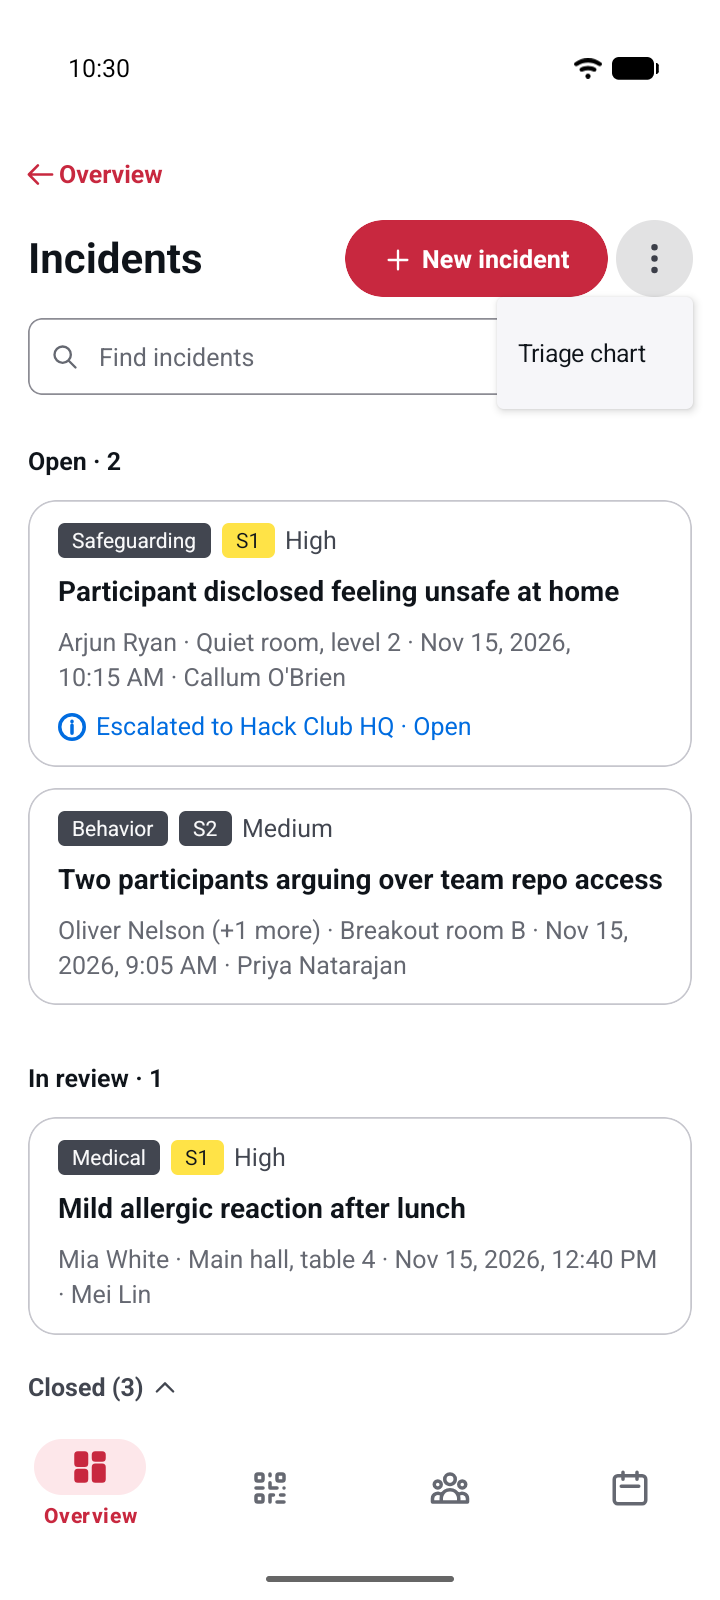 10:30
Overview
Incidents
New incident
Find incidents
Triage chart
Open · 2
Safeguarding S1 High
Participant disclosed feeling unsafe at home
Arjun Ryan · Quiet room, level 2 · Nov 15, 2026,
10:15 AM · Callum O'Brien
Escalated to Hack Club HQ · Open
Behavior S2 Medium
Two participants arguing over team repo access
Oliver Nelson (+1 more) · Breakout room B · Nov 15,
2026, 9:05 AM · Priya Natarajan
In review · 1
Medical S1 High
Mild allergic reaction after lunch
Mia White · Main hall, table 4 · Nov 15, 2026, 12:40 PM
· Mei Lin
Closed (3)
Overview